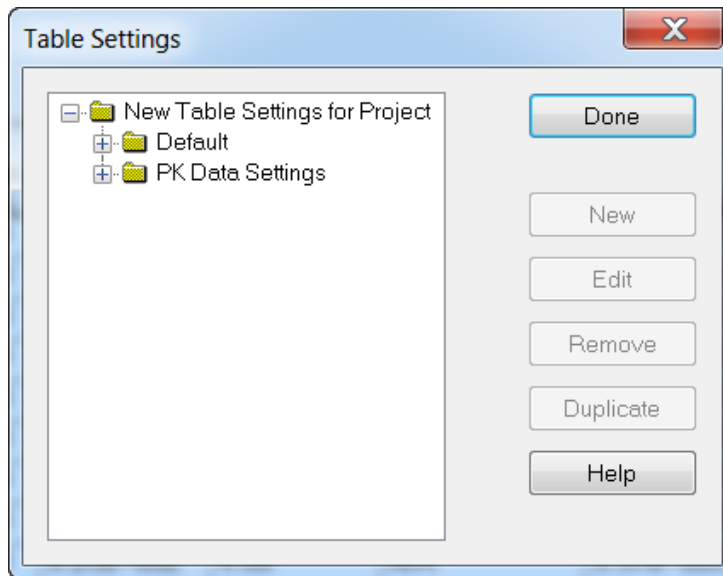 Table Settings
New Table Settings for Project
Default
PK Data Settings
Done
New
Edit
Remove
Duplicate
Help